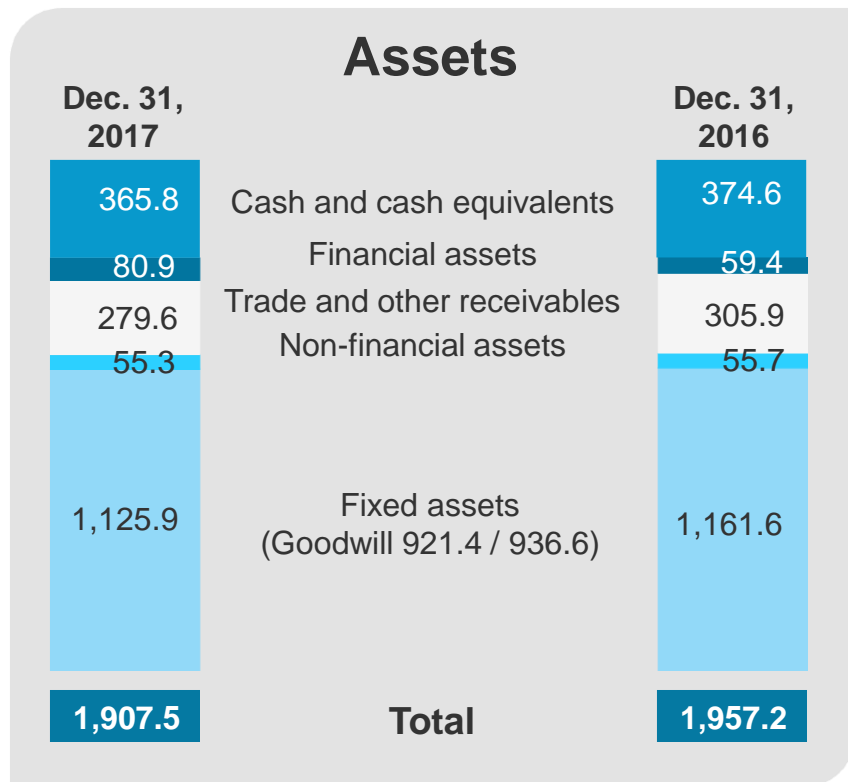 Assets
Dec. 31,
2017
Dec. 31,
2016
365.8
Cash and cash equivalents
374.6
80.9
Financial assets
59.4
279.6
Trade and other receivables
305.9
55.3
Non-financial assets
55.7
1,125.9
Fixed assets
(Goodwill 921.4 / 936.6)
1,161.6
1,907.5
Total
1,957.2